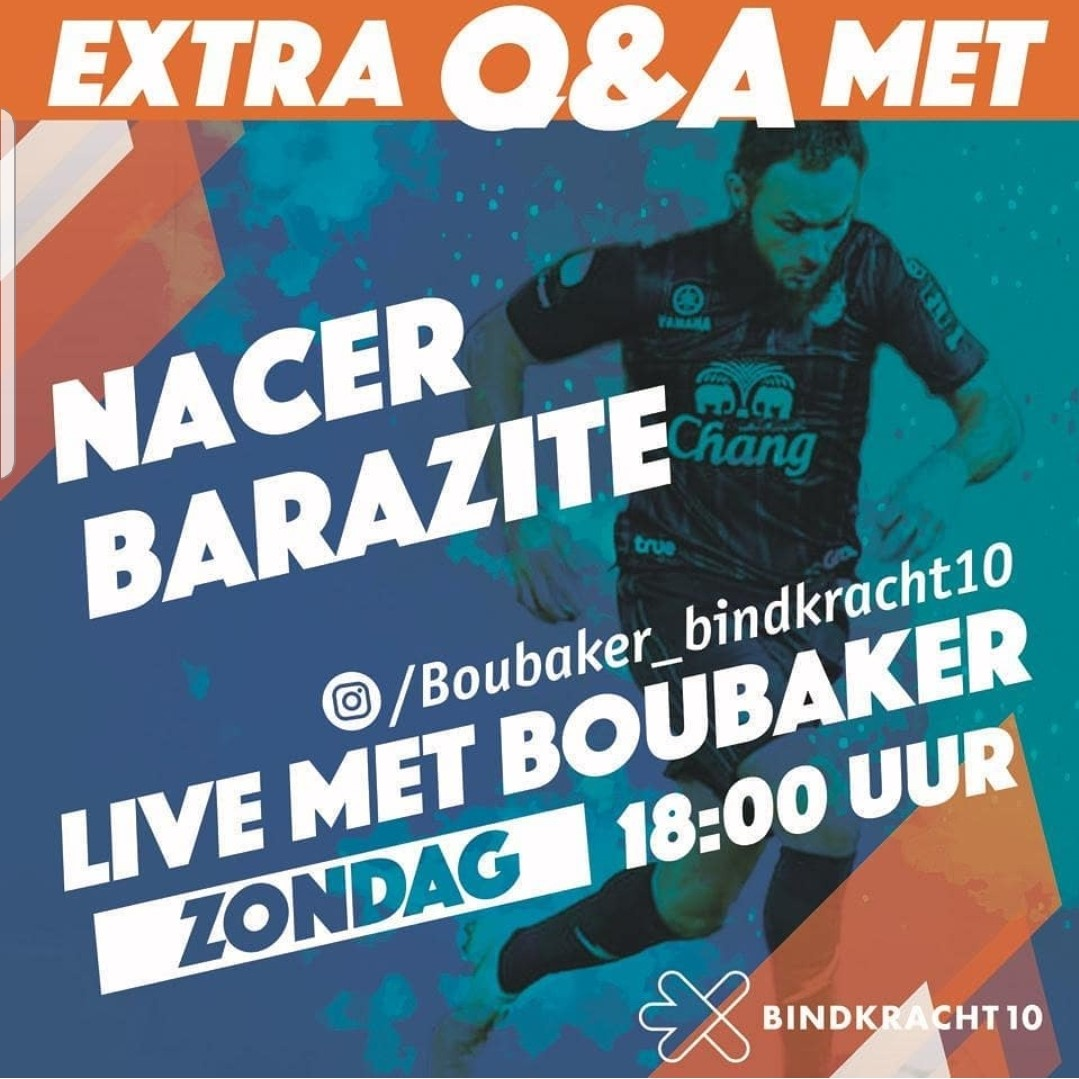 EXTRA Q&A MET
NACER
BARAZITE
YAMAHA
Chang
true
/Boubaker_bindkracht10
LIVE MET BOUBAKER
ZONDAG 18:00 UUR
BINDKRACHT10